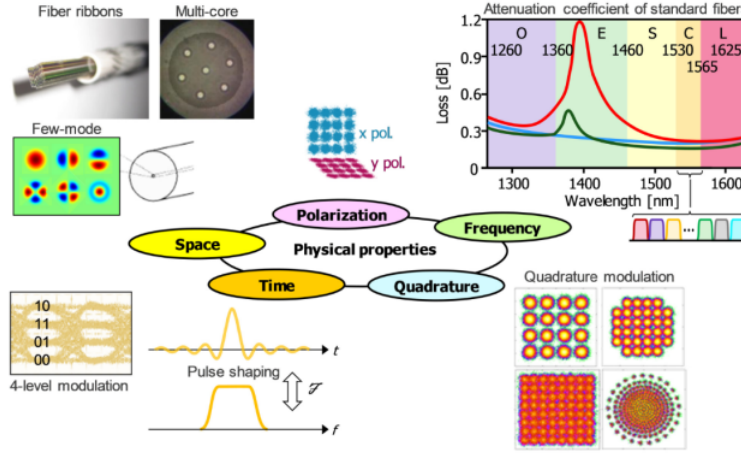 Fiber ribbons
Multi-core
Few-mode
x pol.
y pol.
Attenuation coefficient of standard fiber
O E S C L
1260 1360 1460 1530 1625
1565
Loss [dB]
1.2
0.9
0.6
0.3
0
1300 1400 1500 1600
Wavelength [nm]
Polarization
Space
Frequency
Physical properties
Time
Quadrature
10
11
01
00
4-level modulation
t
Pulse shaping
ℱ
f
Quadrature modulation